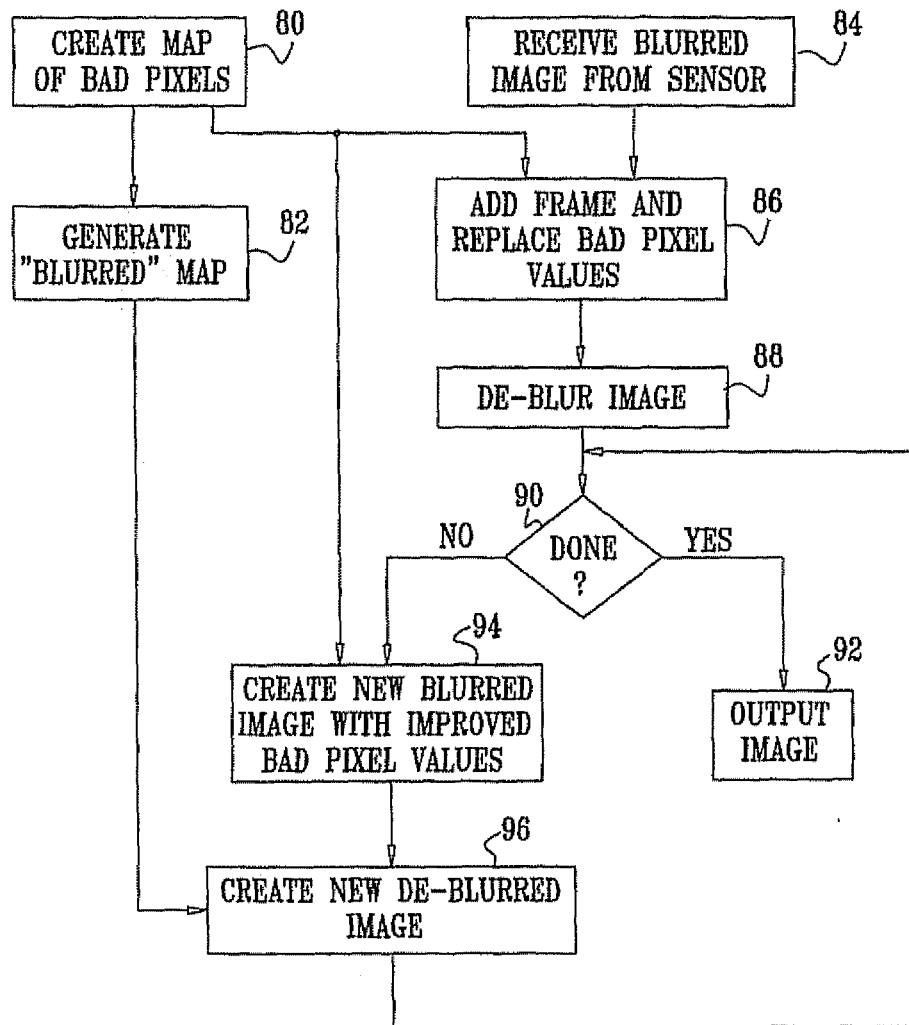 80
CREATE MAP
OF BAD PIXELS
84
RECEIVE BLURRED
IMAGE FROM SENSOR
82
GENERATE
"BLURRED" MAP
86
ADD FRAME AND
REPLACE BAD PIXEL
VALUES
88
DE-BLUR IMAGE
90
NO
DONE
?
YES
94
CREATE NEW BLURRED
IMAGE WITH IMPROVED
BAD PIXEL VALUES
92
OUTPUT
IMAGE
96
CREATE NEW DE-BLURRED
IMAGE